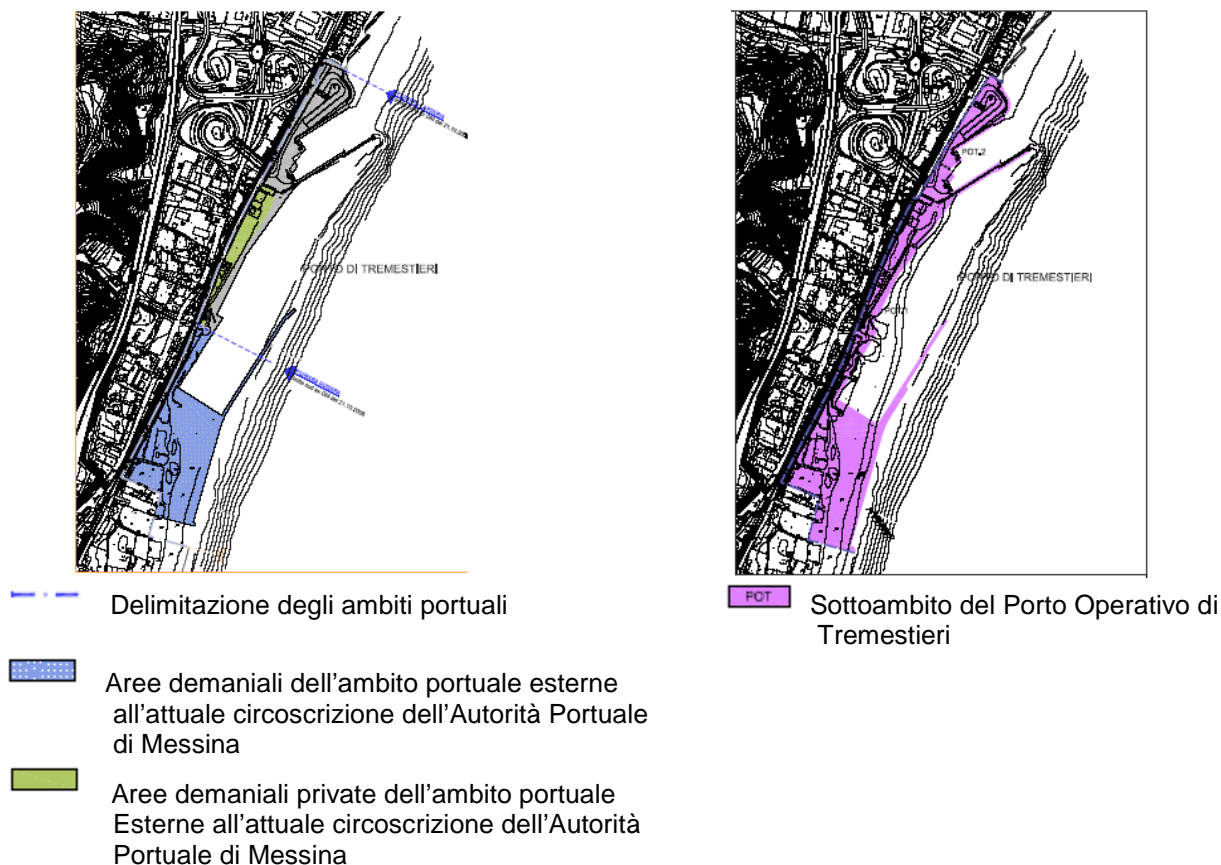 PORTO DI TREMESTIERI
POT 2
PORTO DI TREMESTIERI
POT 1
Delimitazione degli ambiti portuali
POT Sottoambito del Porto Operativo di
Tremestieri
Aree demaniali dell'ambito portuale esterne
all'attuale circoscrizione dell'Autorità Portuale
di Messina
Aree demaniali private dell'ambito portuale
Esterne all'attuale circoscrizione dell'Autorità
Portuale di Messina